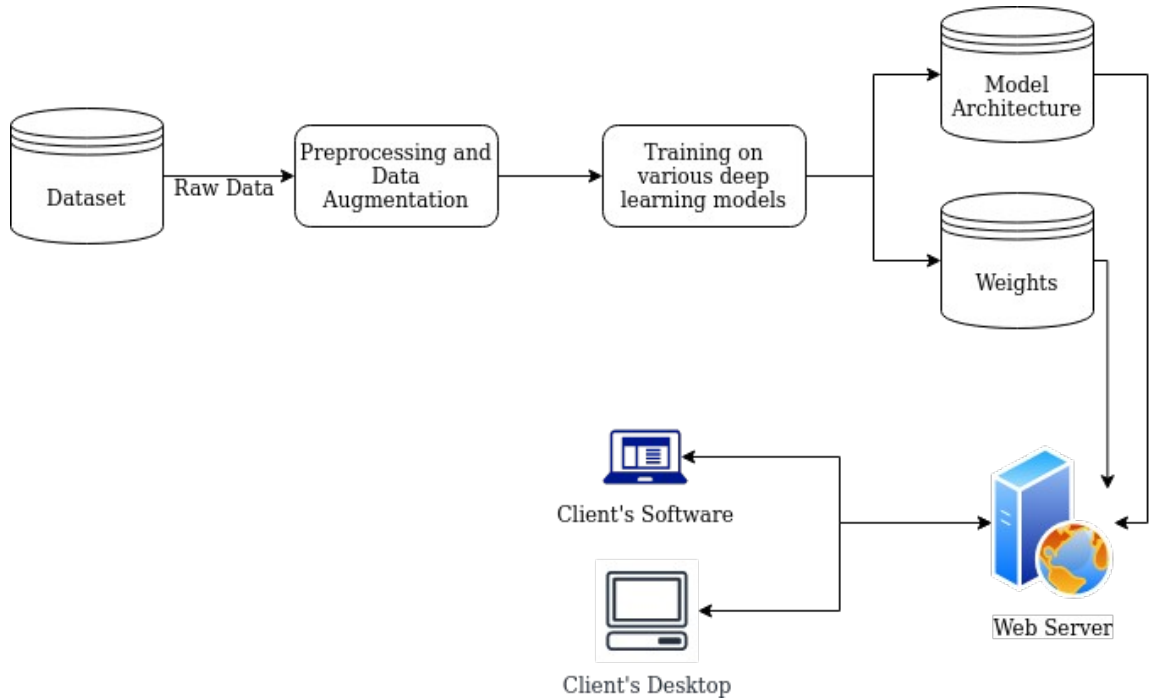 Dataset
Raw Data
Preprocessing and
Data
Augmentation
Training on
various deep
learning models
Model
Architecture
Weights
Client's Software
Client's Desktop
Web Server